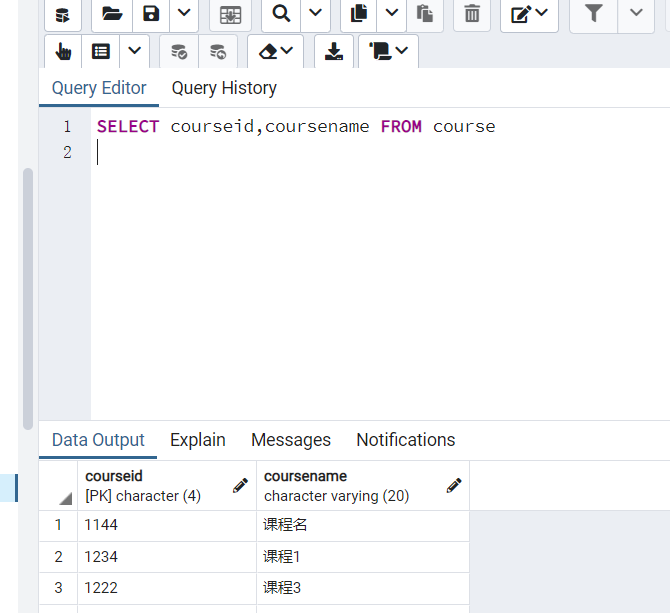 Query Editor Query History
1 SELECT courseid,coursename FROM course
2
Data Output Explain Messages Notifications
courseid coursename
[PK] character (4) character varying (20)
1 1144 课程名
2 1234 课程1
3 1222 课程3